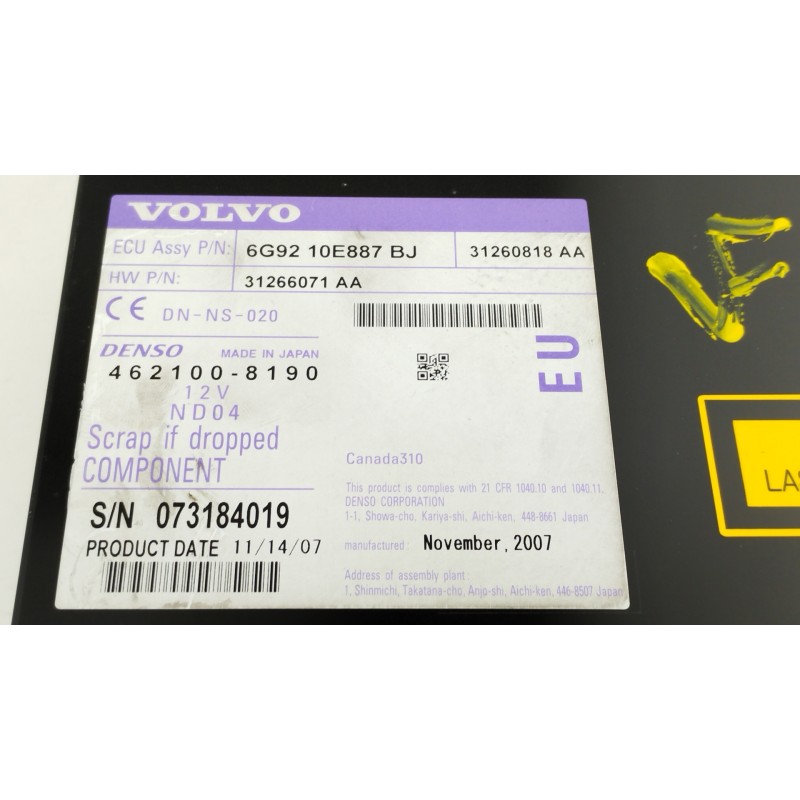 VOLVO
ECU Assy P/N: 6G92 10E887 BJ 31260818 AA
HW P/N: 31266071 AA
CE DN-NS-020
DENSO MADE IN JAPAN
462100-8190
12V
ND04
Scrap if dropped
COMPONENT
S/N 073184019
PRODUCT DATE 11/14/07
EU
Canada310
This product is complies with 21 CFR 1040.10 and 1040.11.
DENSO CORPORATION
1-1, Showa-cho, Kariya-shi, Aichi-ken, 448-8661 Japan
manufactured: November, 2007
Address of assembly plant:
1, Shinmichi, Takatana-cho, Anjo-shi, Aichi-ken, 446-8507 Japan